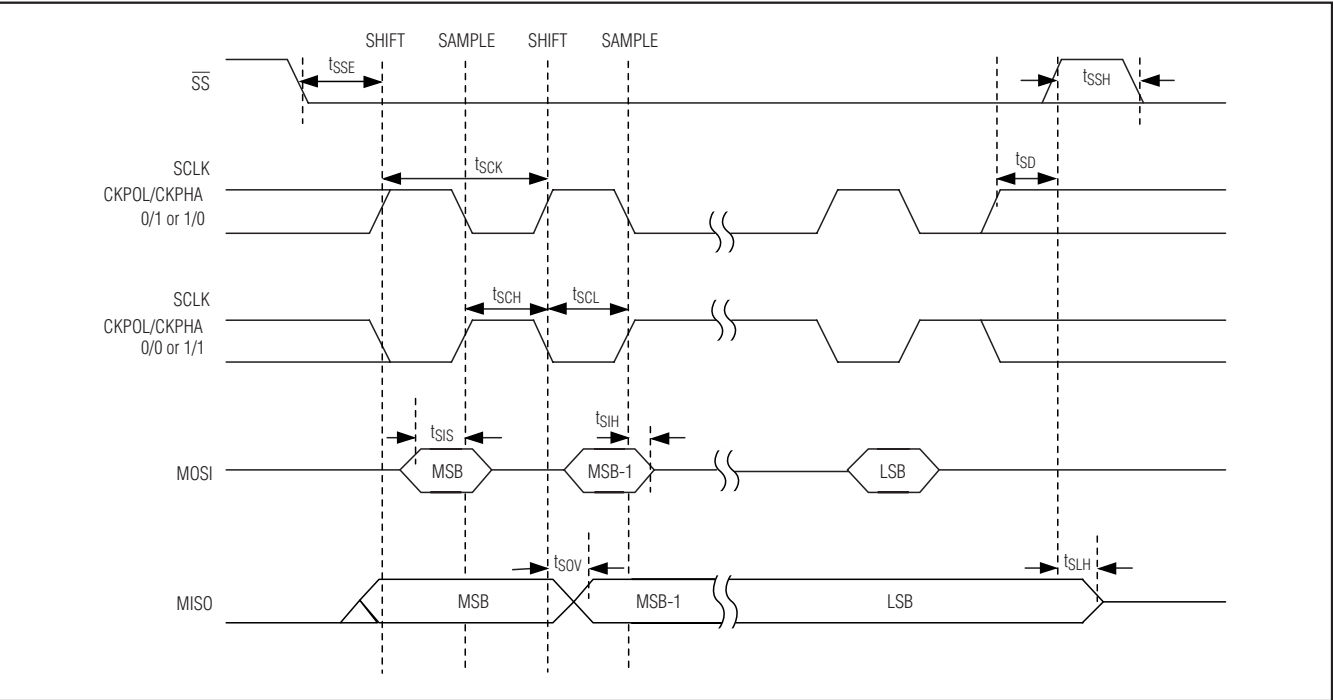 SHIFT SAMPLE SHIFT SAMPLE
SS
tSSE
tSSH
SCLK
CKPOL/CKPHA
0/1 or 1/0
tSCK
tSD
SCLK
CKPOL/CKPHA
0/0 or 1/1
tSCH
tSCL
MOSI
tSIS
tSIH
MSB
MSB-1
LSB
MISO
tSOV
tSLH
MSB
MSB-1
LSB